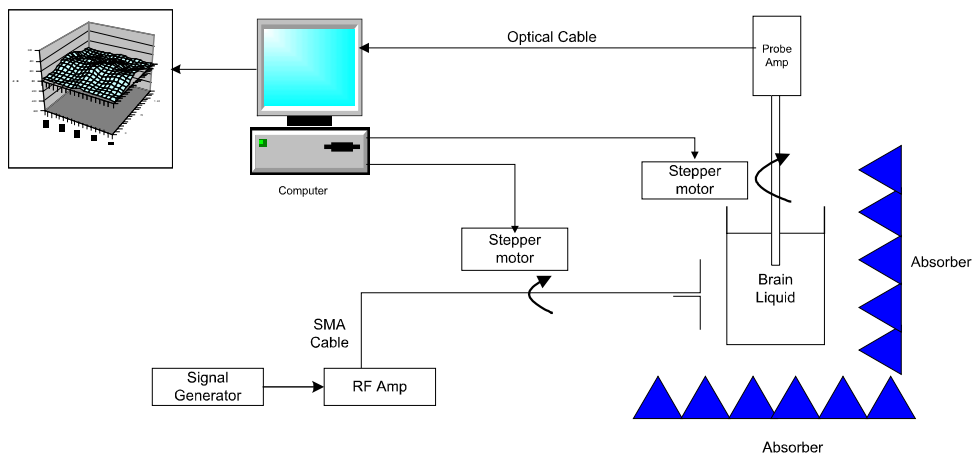 Optical Cable
Probe
Amp
Stepper
motor
Computer
Stepper
motor
Absorber
Brain
Liquid
SMA
Cable
Signal
Generator
RF Amp
Absorber